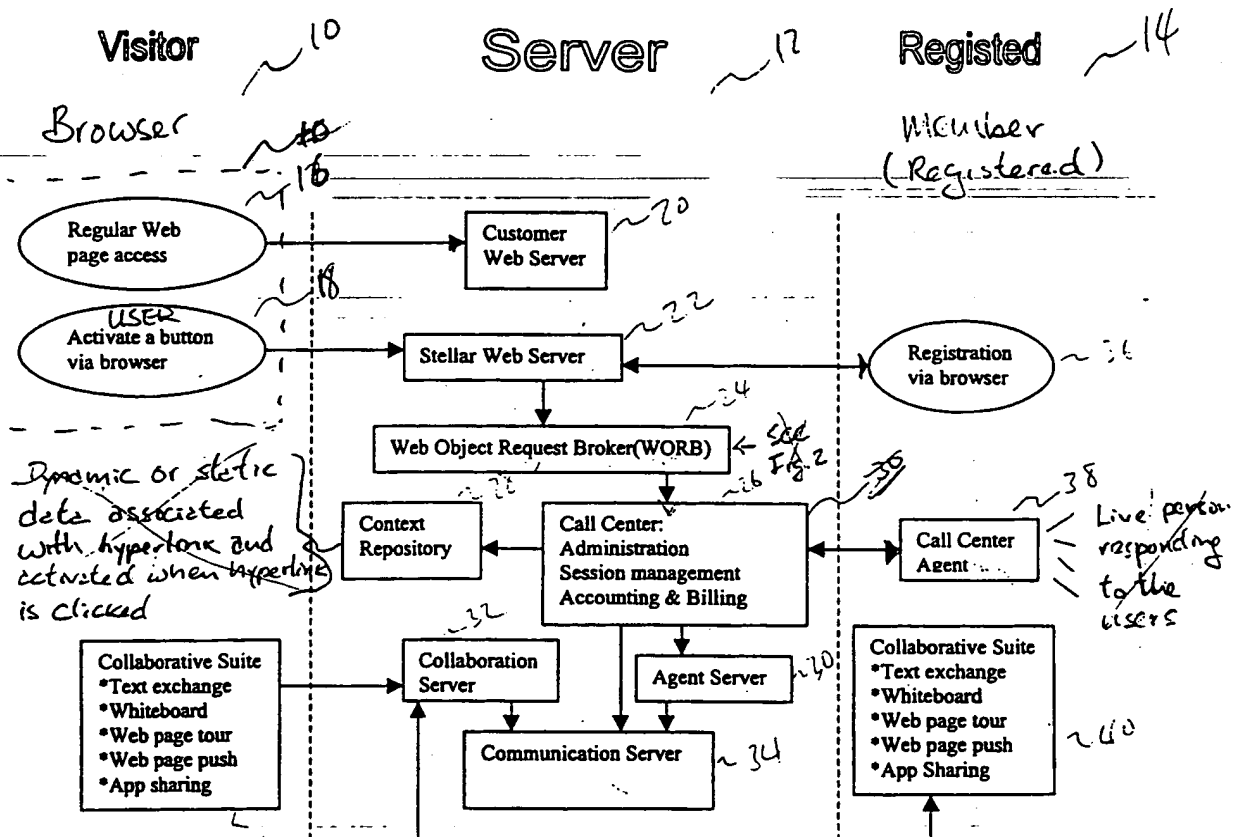 Visitor
10
Server
12
Registed
14
Browser
10
Member
(Registered)
16
Regular Web
page access
20
Customer
Web Server
18
USER
Activate a button
via browser
22
Stellar Web Server
Registration
via browser
36
24
Web Object Request Broker(WORB)
← see
Fig. 2
Dynamic or static
data associated
with hyperlink and
activated when hyperlink
is clicked
28
Context
Repository
26
30
Call Center:
Administration
Session management
Accounting & Billing
38
Call Center
Agent
Live person
responding
to the
users
Collaborative Suite
*Text exchange
*Whiteboard
*Web page tour
*Web page push
*App sharing
32
Collaboration
Server
Agent Server
30
Communication Server
34
Collaborative Suite
*Text exchange
*Whiteboard
*Web page tour
*Web page push
*App Sharing
40